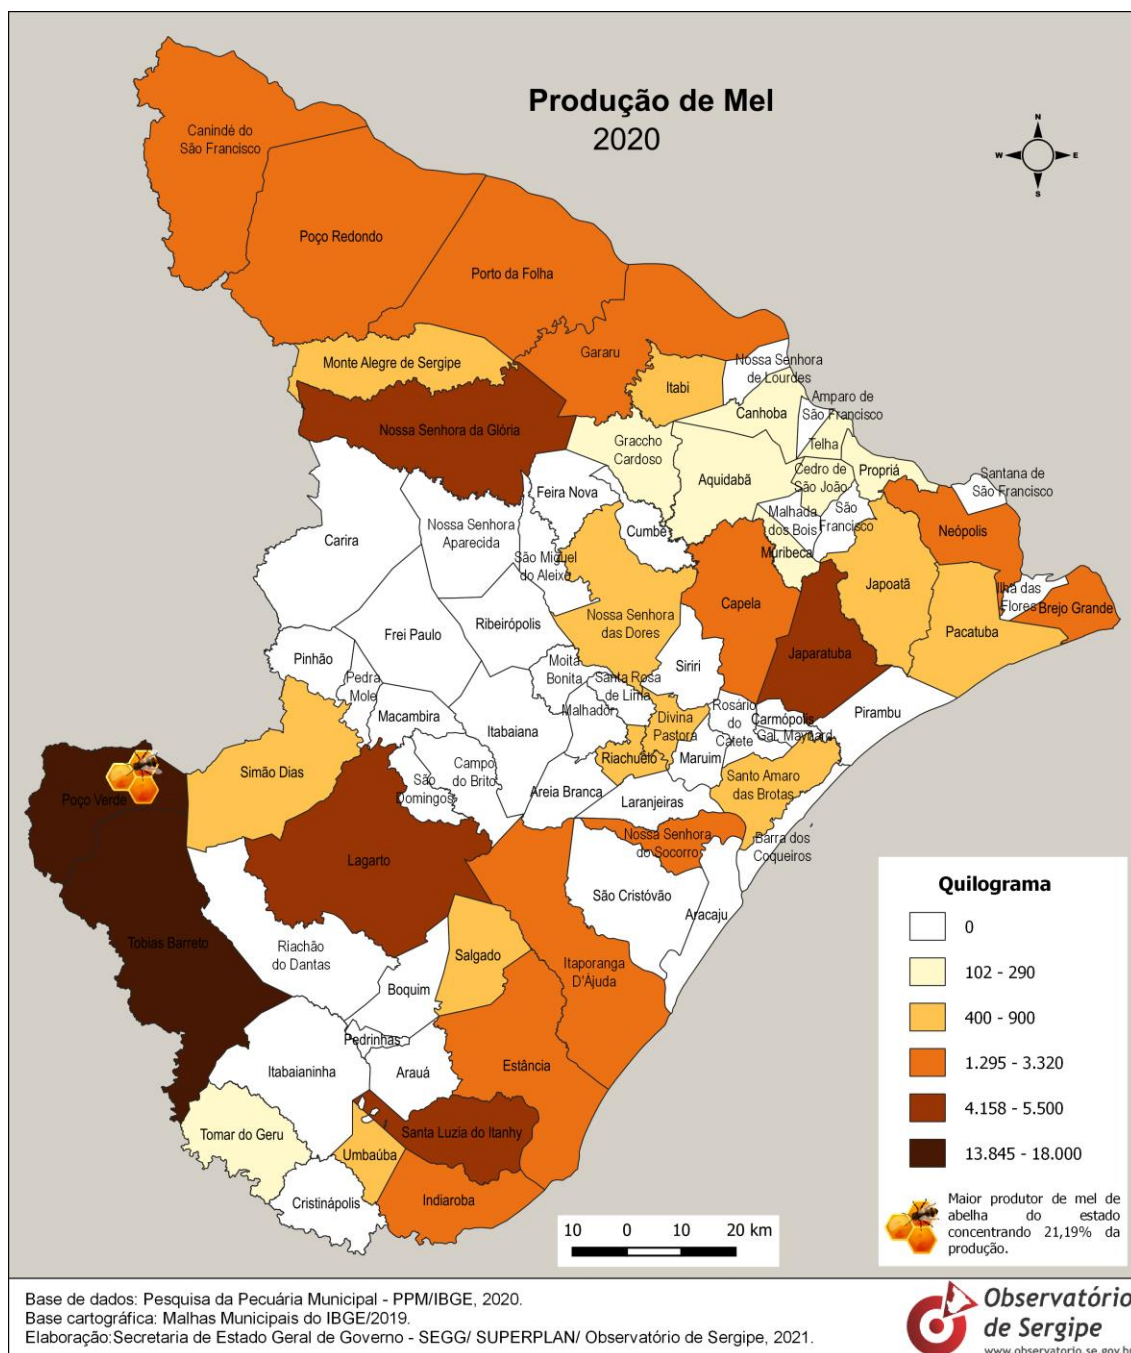 Produção de Mel
2020
N
W
E
S
Canindé do
São Francisco
Poço Redondo
Porto da Folha
Monte Alegre de Sergipe
Gararu
Itabi
Nossa Senhora
de Lourdes
Nossa Senhora da Glória
Canhoba
Amparo de
São Francisco
Graccho
Cardoso
Telha
Aquidabã
Cedro de
São João
Propriá
Santana de
São Francisco
Feira Nova
Carira
Nossa Senhora
Aparecida
Cumbe
Malhada
dos Bois
São
Francisco
Neópolis
São Miguel
do Aleixo
Muribeca
Japoatã
Ilha das
Flores
Brejo Grande
Nossa Senhora
das Dores
Capela
Ribeirópolis
Frei Paulo
Pacatuba
Japaratuba
Pinhão
Pedra
Mole
Moita
Bonita
Santa Rosa
de Lima
Siriri
Macambira
Itabaiana
Malhador
Divina
Pastora
Rosário
do
Catete
Carmópolis
Gal. Maynard
Pirambu
Simão Dias
Riachuelo
Maruim
Campo
do Brito
São
Domingos
Areia Branca
Laranjeiras
Santo Amaro
das Brotas
Poço Verde
Nossa Senhora
do Socorro
Barra dos
Coqueiros
Lagarto
São Cristóvão
Aracaju
Tobias Barreto
Riachão
do Dantas
Salgado
Itaporanga
D'Ajuda
Boquim
Pedrinhas
Itabaianinha
Arauá
Estância
Tomar do Geru
Santa Luzia do Itanhy
Umbaúba
Cristinápolis
Indiaroba
10 0 10 20 km
Quilograma
0
102 - 290
400 - 900
1.295 - 3.320
4.158 - 5.500
13.845 - 18.000
Maior produtor de mel de
abelha do estado
concentrando 21,19% da
produção.
Base de dados: Pesquisa da Pecuária Municipal - PPM/IBGE, 2020.
Base cartográfica: Malhas Municipais do IBGE/2019.
Elaboração:Secretaria de Estado Geral de Governo - SEGG/ SUPERPLAN/ Observatório de Sergipe, 2021.
Observatório
de Sergipe
www.observatorio.se.gov.br